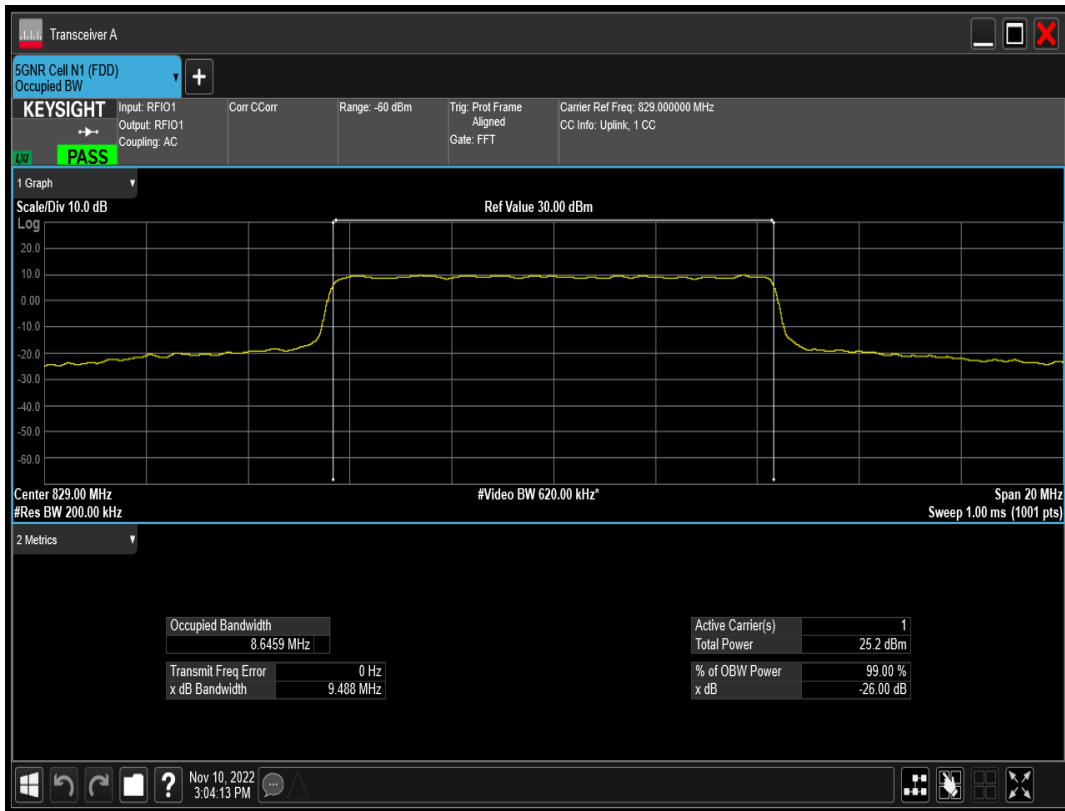 Transceiver A
5GNR Cell N1 (FDD)
Occupied BW
+
KEYSIGHT
LXI
PASS
Input: RFIO1
Output: RFIO1
Coupling: AC
Corr CCorr
Range: -60 dBm
Trig: Prot Frame
Aligned
Gate: FFT
Carrier Ref Freq: 829.000000 MHz
CC Info: Uplink, 1 CC
1 Graph
Scale/Div 10.0 dB
Ref Value 30.00 dBm
Log
20.0
10.0
0.00
-10.0
-20.0
-30.0
-40.0
-50.0
-60.0
Center 829.00 MHz
#Video BW 620.00 kHz*
Span 20 MHz
#Res BW 200.00 kHz
Sweep 1.00 ms (1001 pts)
2 Metrics
Occupied Bandwidth
8.6459 MHz
Transmit Freq Error 0 Hz
x dB Bandwidth 9.488 MHz
Active Carrier(s) 1
Total Power 25.2 dBm
% of OBW Power 99.00 %
x dB -26.00 dB
?
Nov 10, 2022
3:04:13 PM